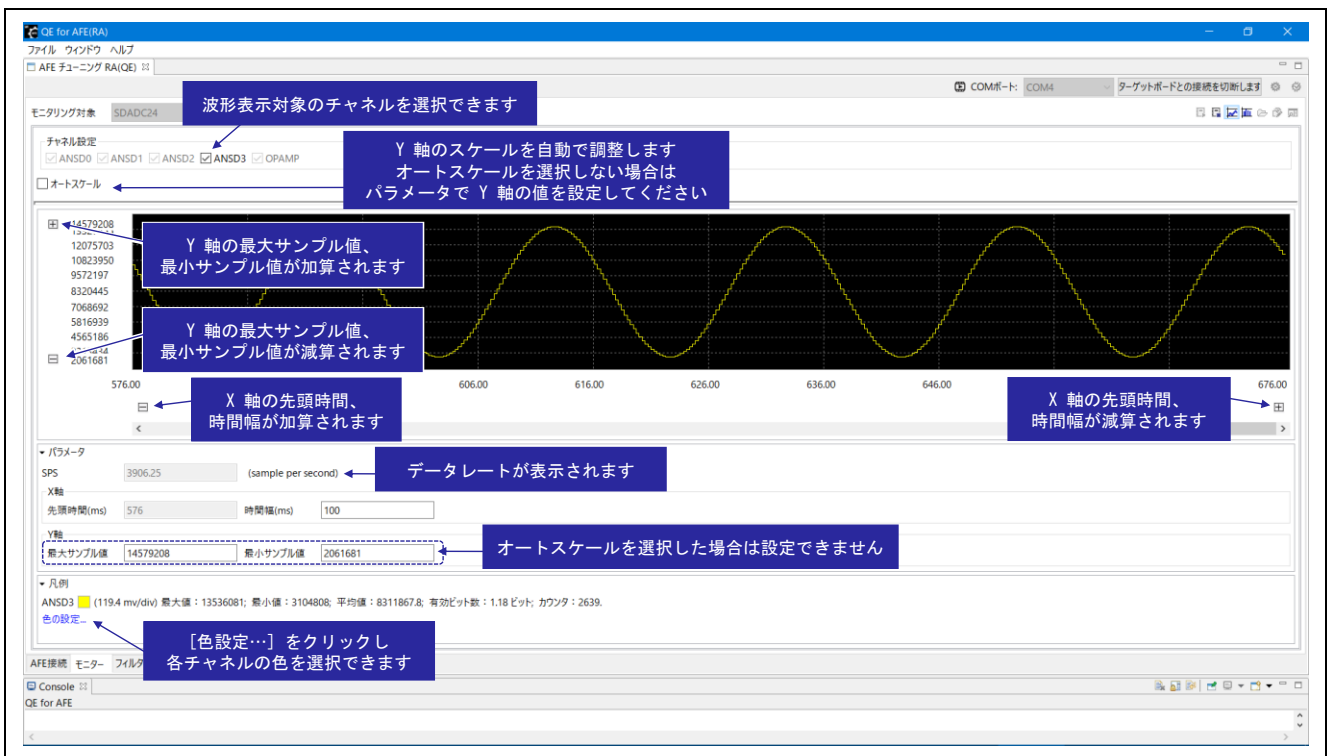 QE for AFE(RA)
ファイル ウィンドウ ヘルプ
AFE チューニング RA(QE)
COMポート: COM4 ターゲットボードとの接続を切断します
モニタリング対象 SDADC24
波形表示対象のチャネルを選択できます
チャネル設定
ANSD0 ANSD1 ANSD2 ANSD3 OPAMP
Y 軸のスケールを自動で調整します
オートスケールを選択しない場合は
パラメータで Y 軸の値を設定してください
オートスケール
14579208
12075703
10823950
9572197
8320445
7068692
5816939
4565186
2061681
Y 軸の最大サンプル値、
最小サンプル値が加算されます
Y 軸の最大サンプル値、
最小サンプル値が減算されます
576.00 606.00 616.00 626.00 636.00 646.00 676.00
X 軸の先頭時間、
時間幅が加算されます
X 軸の先頭時間、
時間幅が減算されます
パラメータ
SPS 3906.25 (sample per second)
データレートが表示されます
X軸
先頭時間(ms) 576 時間幅(ms) 100
Y軸
最大サンプル値 14579208 最小サンプル値 2061681
オートスケールを選択した場合は設定できません
凡例
ANSD3 (119.4 mv/div) 最大値：13536081; 最小値：3104808; 平均値：8311867.8; 有効ビット数：1.18 ビット; カウンタ：2639.
色の設定...
[色設定…] をクリックし
各チャネルの色を選択できます
AFE接続 モニター フィルタ
Console
QE for AFE